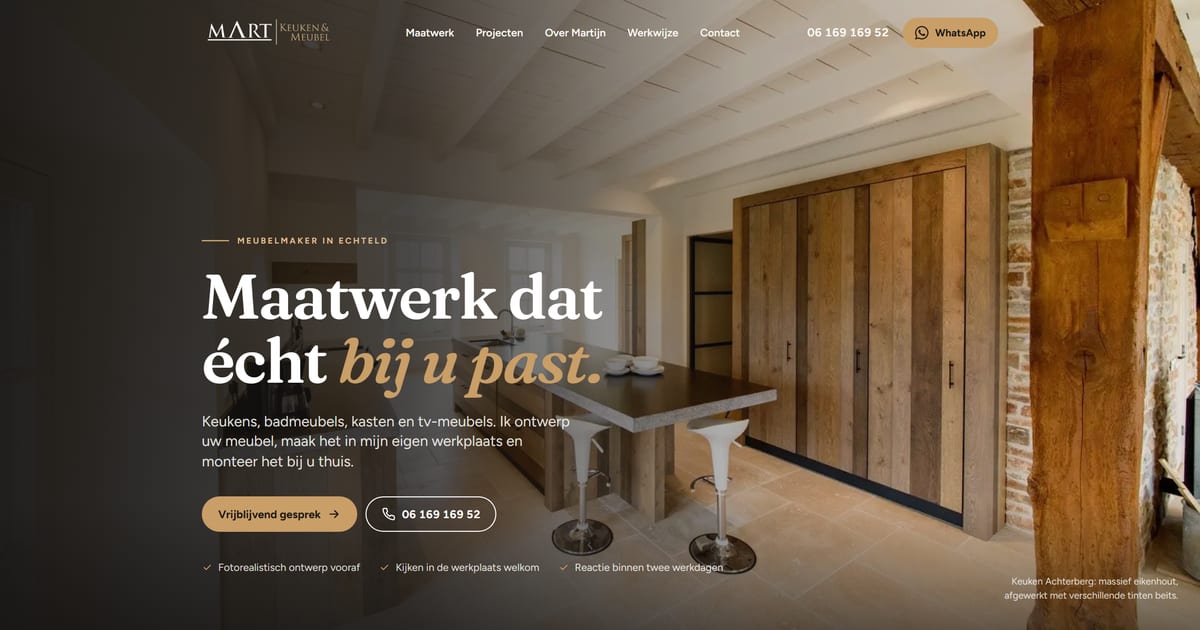 MART KEUKEN & MEUBEL
Maatwerk
Projecten
Over Martijn
Werkwijze
Contact
06 169 169 52
WhatsApp
MEUBELMAKER IN ECHTELD
Maatwerk dat
écht bij u past.
Keukens, badmeubels, kasten en tv-meubels. Ik ontwerp
uw meubel, maak het in mijn eigen werkplaats en
monteer het bij u thuis.
Vrijblijvend gesprek →
06 169 169 52
✓ Fotorealistisch ontwerp vooraf
✓ Kijken in de werkplaats welkom
✓ Reactie binnen twee werkdagen
Keuken Achterberg: massief eikenhout,
afgewerkt met verschillende tinten beits.